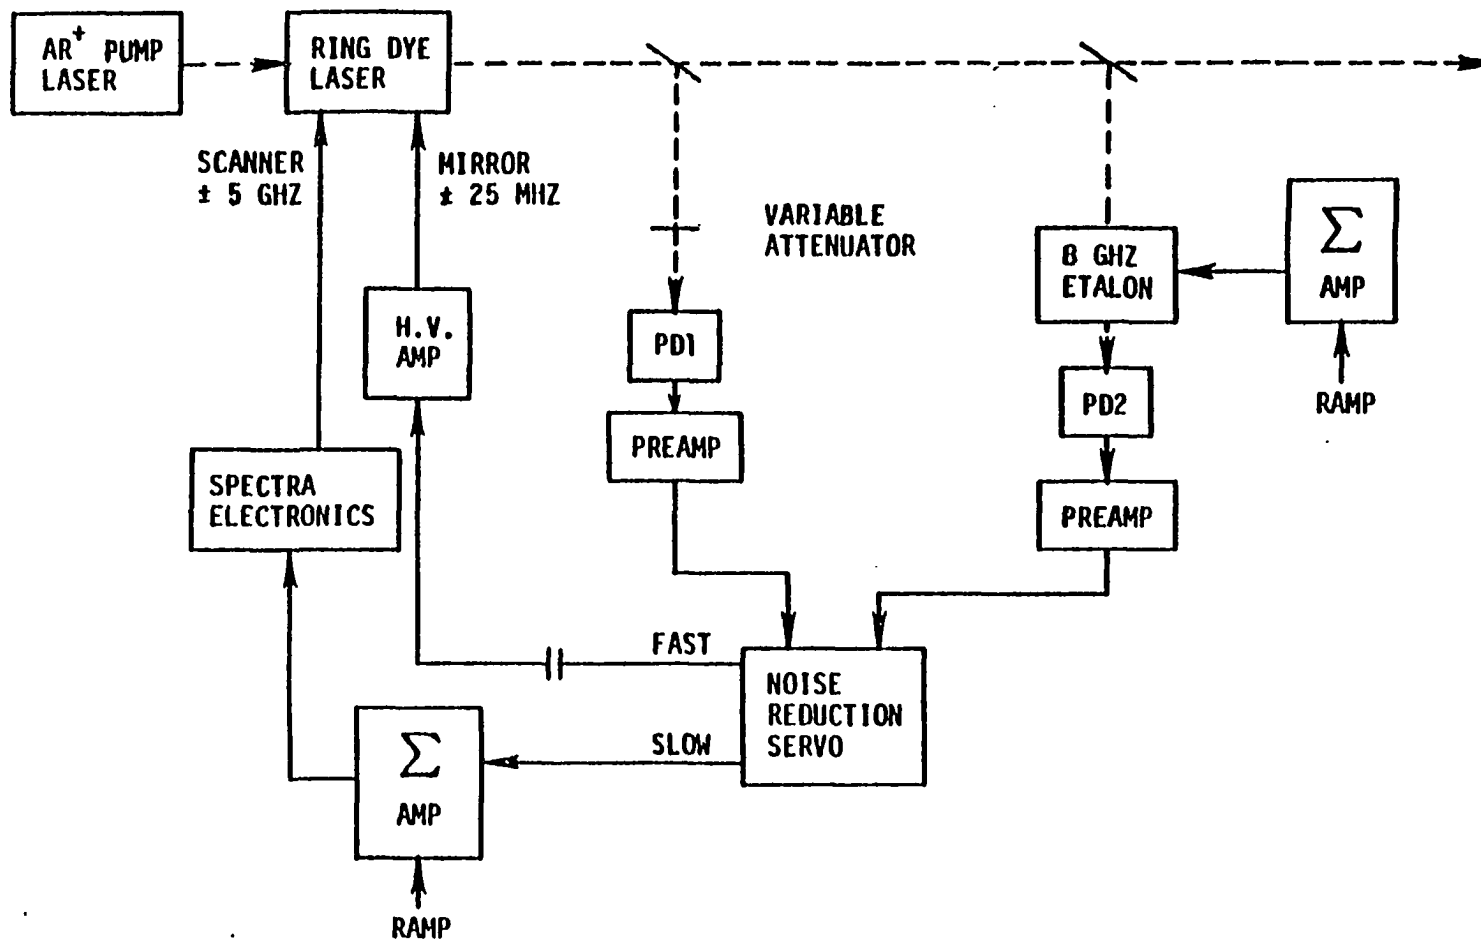 AR+ PUMP
LASER
RING DYE
LASER
SCANNER
± 5 GHZ
MIRROR
± 25 MHZ
VARIABLE
ATTENUATOR
8 GHZ
ETALON
Σ
AMP
RAMP
H.V.
AMP
PD1
PREAMP
PD2
PREAMP
SPECTRA
ELECTRONICS
FAST
SLOW
NOISE
REDUCTION
SERVO
Σ
AMP
RAMP